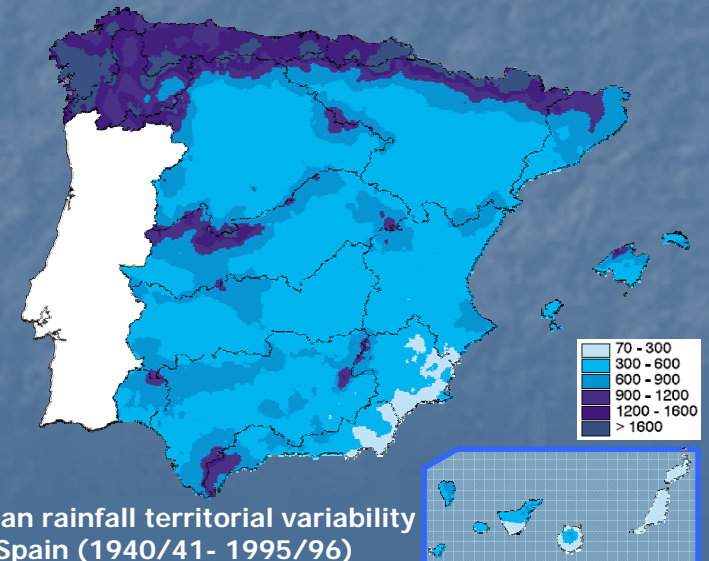 70 - 300
300 - 600
600 - 900
900 - 1200
1200 - 1600
> 1600
an rainfall territorial variability
Spain (1940/41- 1995/96)